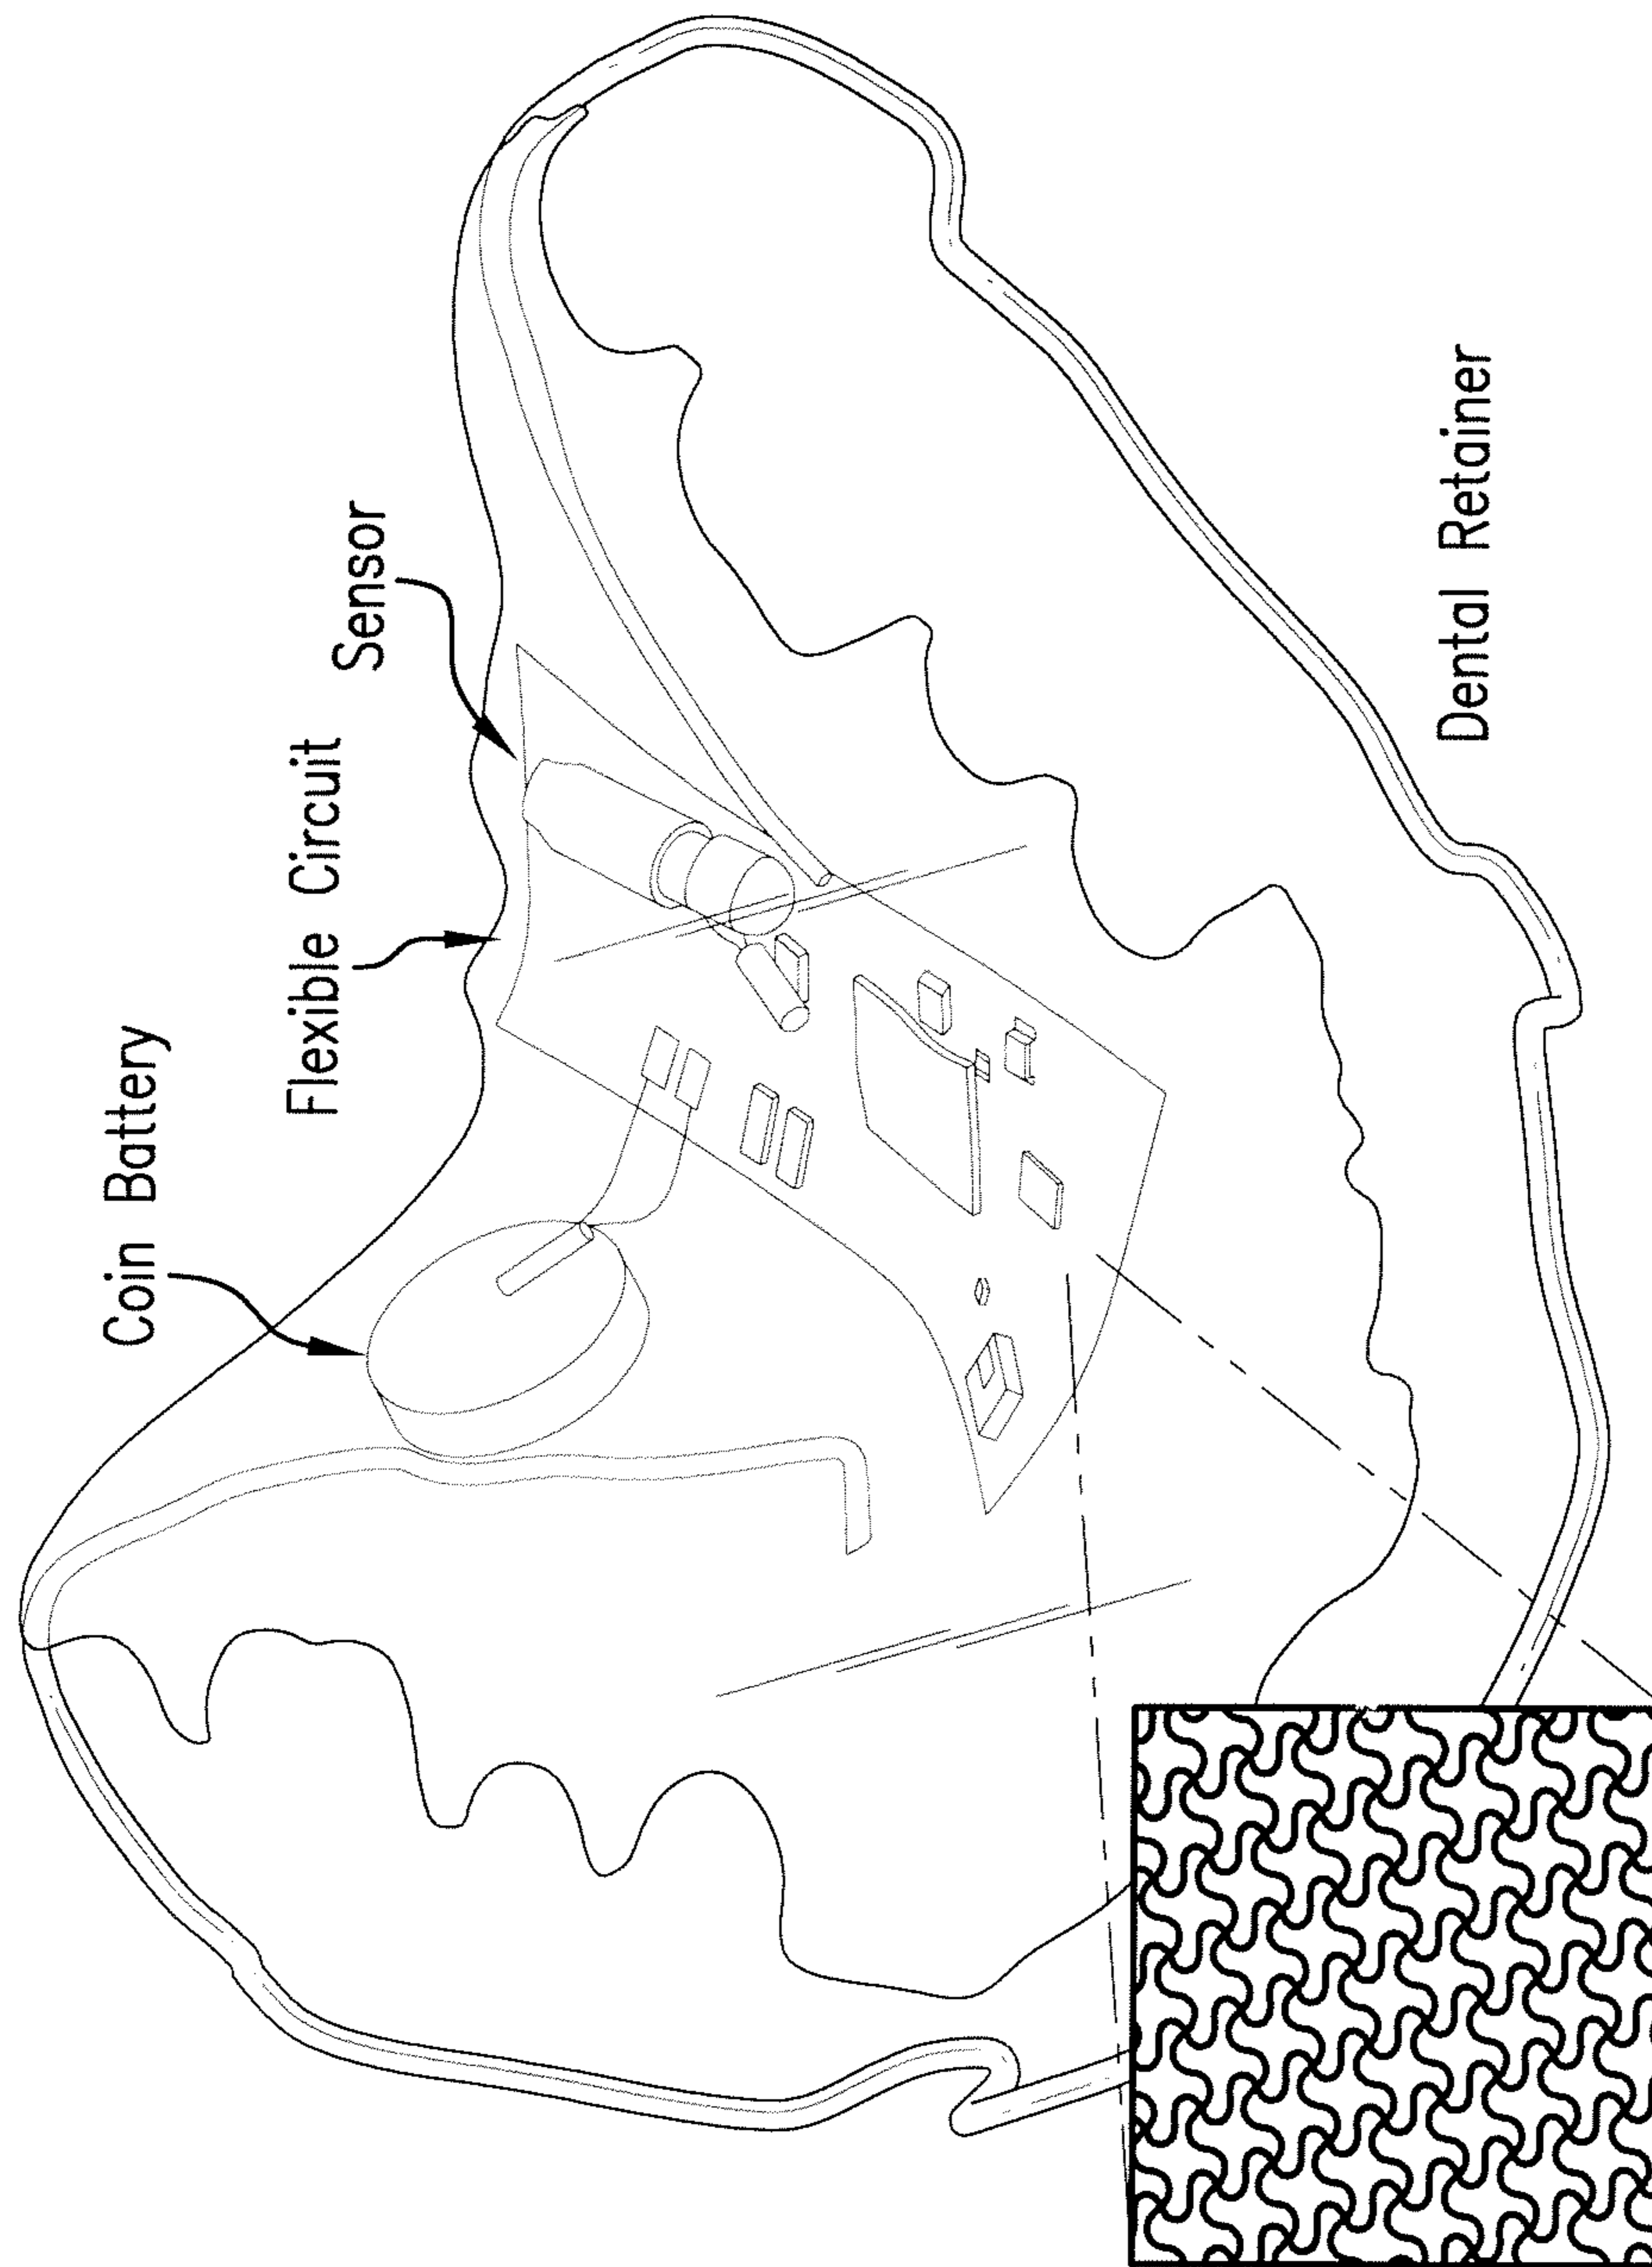 Coin Battery
Flexible Circuit
Sensor
Dental Retainer